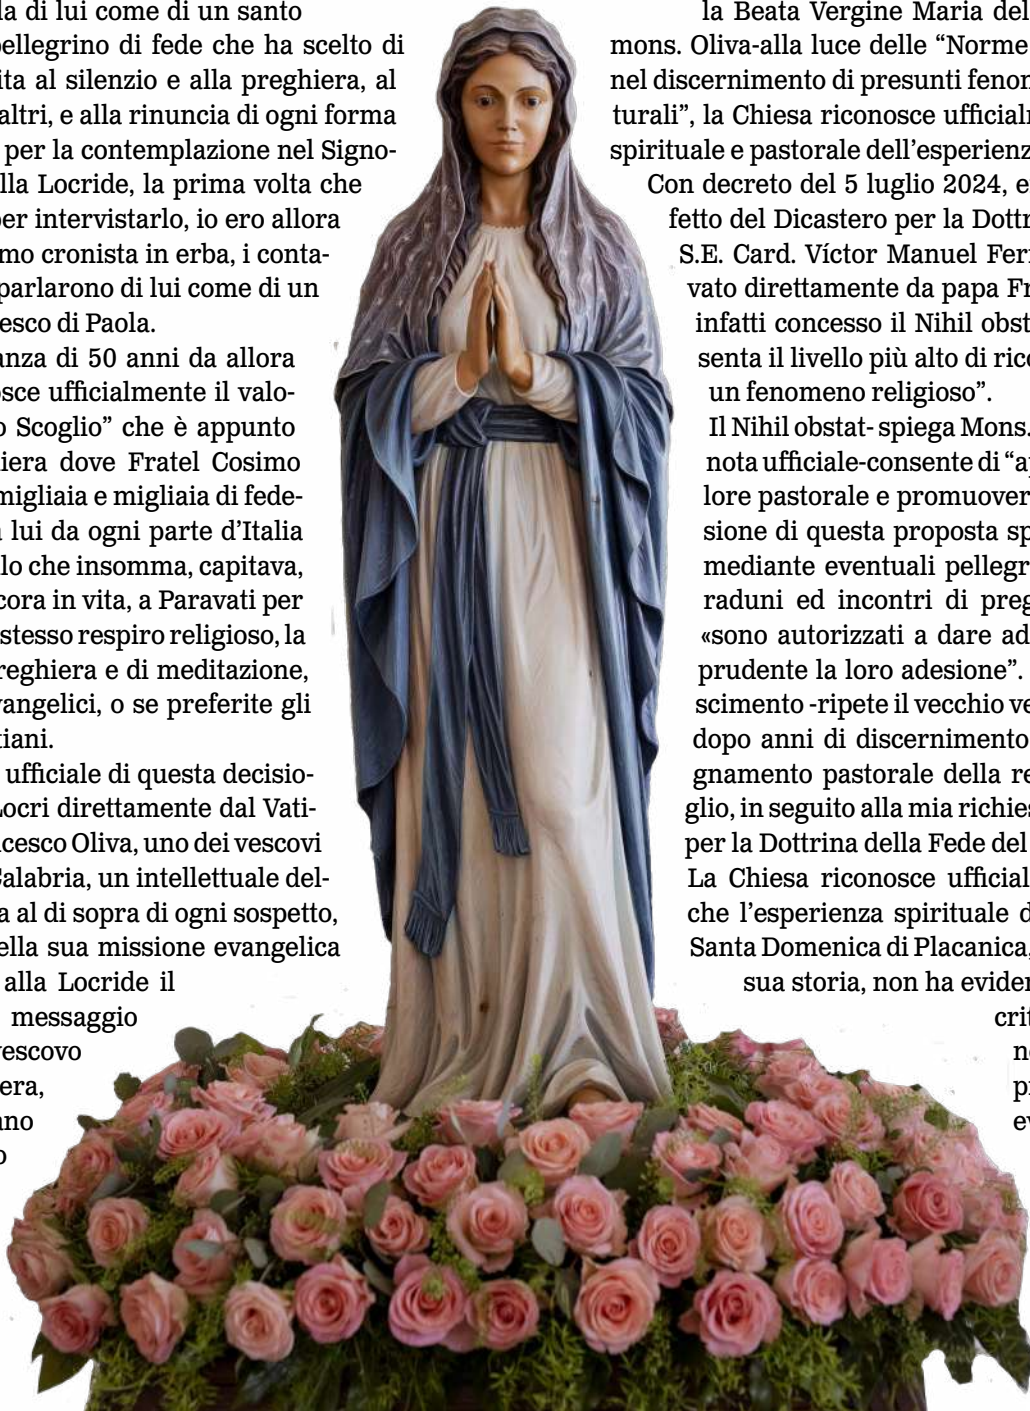 la di lui come di un santo
pellegrino di fede che ha scelto di
ita al silenzio e alla preghiera, al
altri, e alla rinuncia di ogni forma
per la contemplazione nel Signo-
lla Locride, la prima volta che
per intervistarlo, io ero allora
mo cronista in erba, i conta-
parlarono di lui come di un
esco di Paola.
anza di 50 anni da allora
sce ufficialmente il valo-
o Scoglio” che è appunto
iera dove Fratel Cosimo
migliaia e migliaia di fede-
lui da ogni parte d’Italia
lo che insomma, capitava,
cora in vita, a Paravati per
stesso respiro religioso, la
reghiera e di meditazione,
vangelici, o se preferite gli
tiani.
ufficiale di questa decisio-
Locri direttamente dal Vati-
cesco Oliva, uno dei vescovi
Calabria, un intellettuale del-
a al di sopra di ogni sospetto,
ella sua missione evangelica
alla Locride il
messaggio
vescovo
era,
ano
o
la Beata Vergine Maria del
mons. Oliva-alla luce delle “Norme
nel discernimento di presunti fenom
turali”, la Chiesa riconosce ufficialm
spirituale e pastorale dell’esperienz
Con decreto del 5 luglio 2024, e
fetto del Dicastero per la Dottr
S.E. Card. Víctor Manuel Fer
vato direttamente da papa Fr
infatti concesso il Nihil obst
senta il livello più alto di rico
un fenomeno religioso”.
Il Nihil obstat- spiega Mons.
nota ufficiale-consente di “ap
lore pastorale e promuover
sione di questa proposta sp
mediante eventuali pellegr
raduni ed incontri di preg
«sono autorizzati a dare ad
prudente la loro adesione”.
scimento -ripete il vecchio ve
dopo anni di discernimento
gnamento pastorale della re
glio, in seguito alla mia richies
per la Dottrina della Fede del
La Chiesa riconosce ufficial
che l’esperienza spirituale d
Santa Domenica di Placanica,
sua storia, non ha eviden
crit
n
p
ev